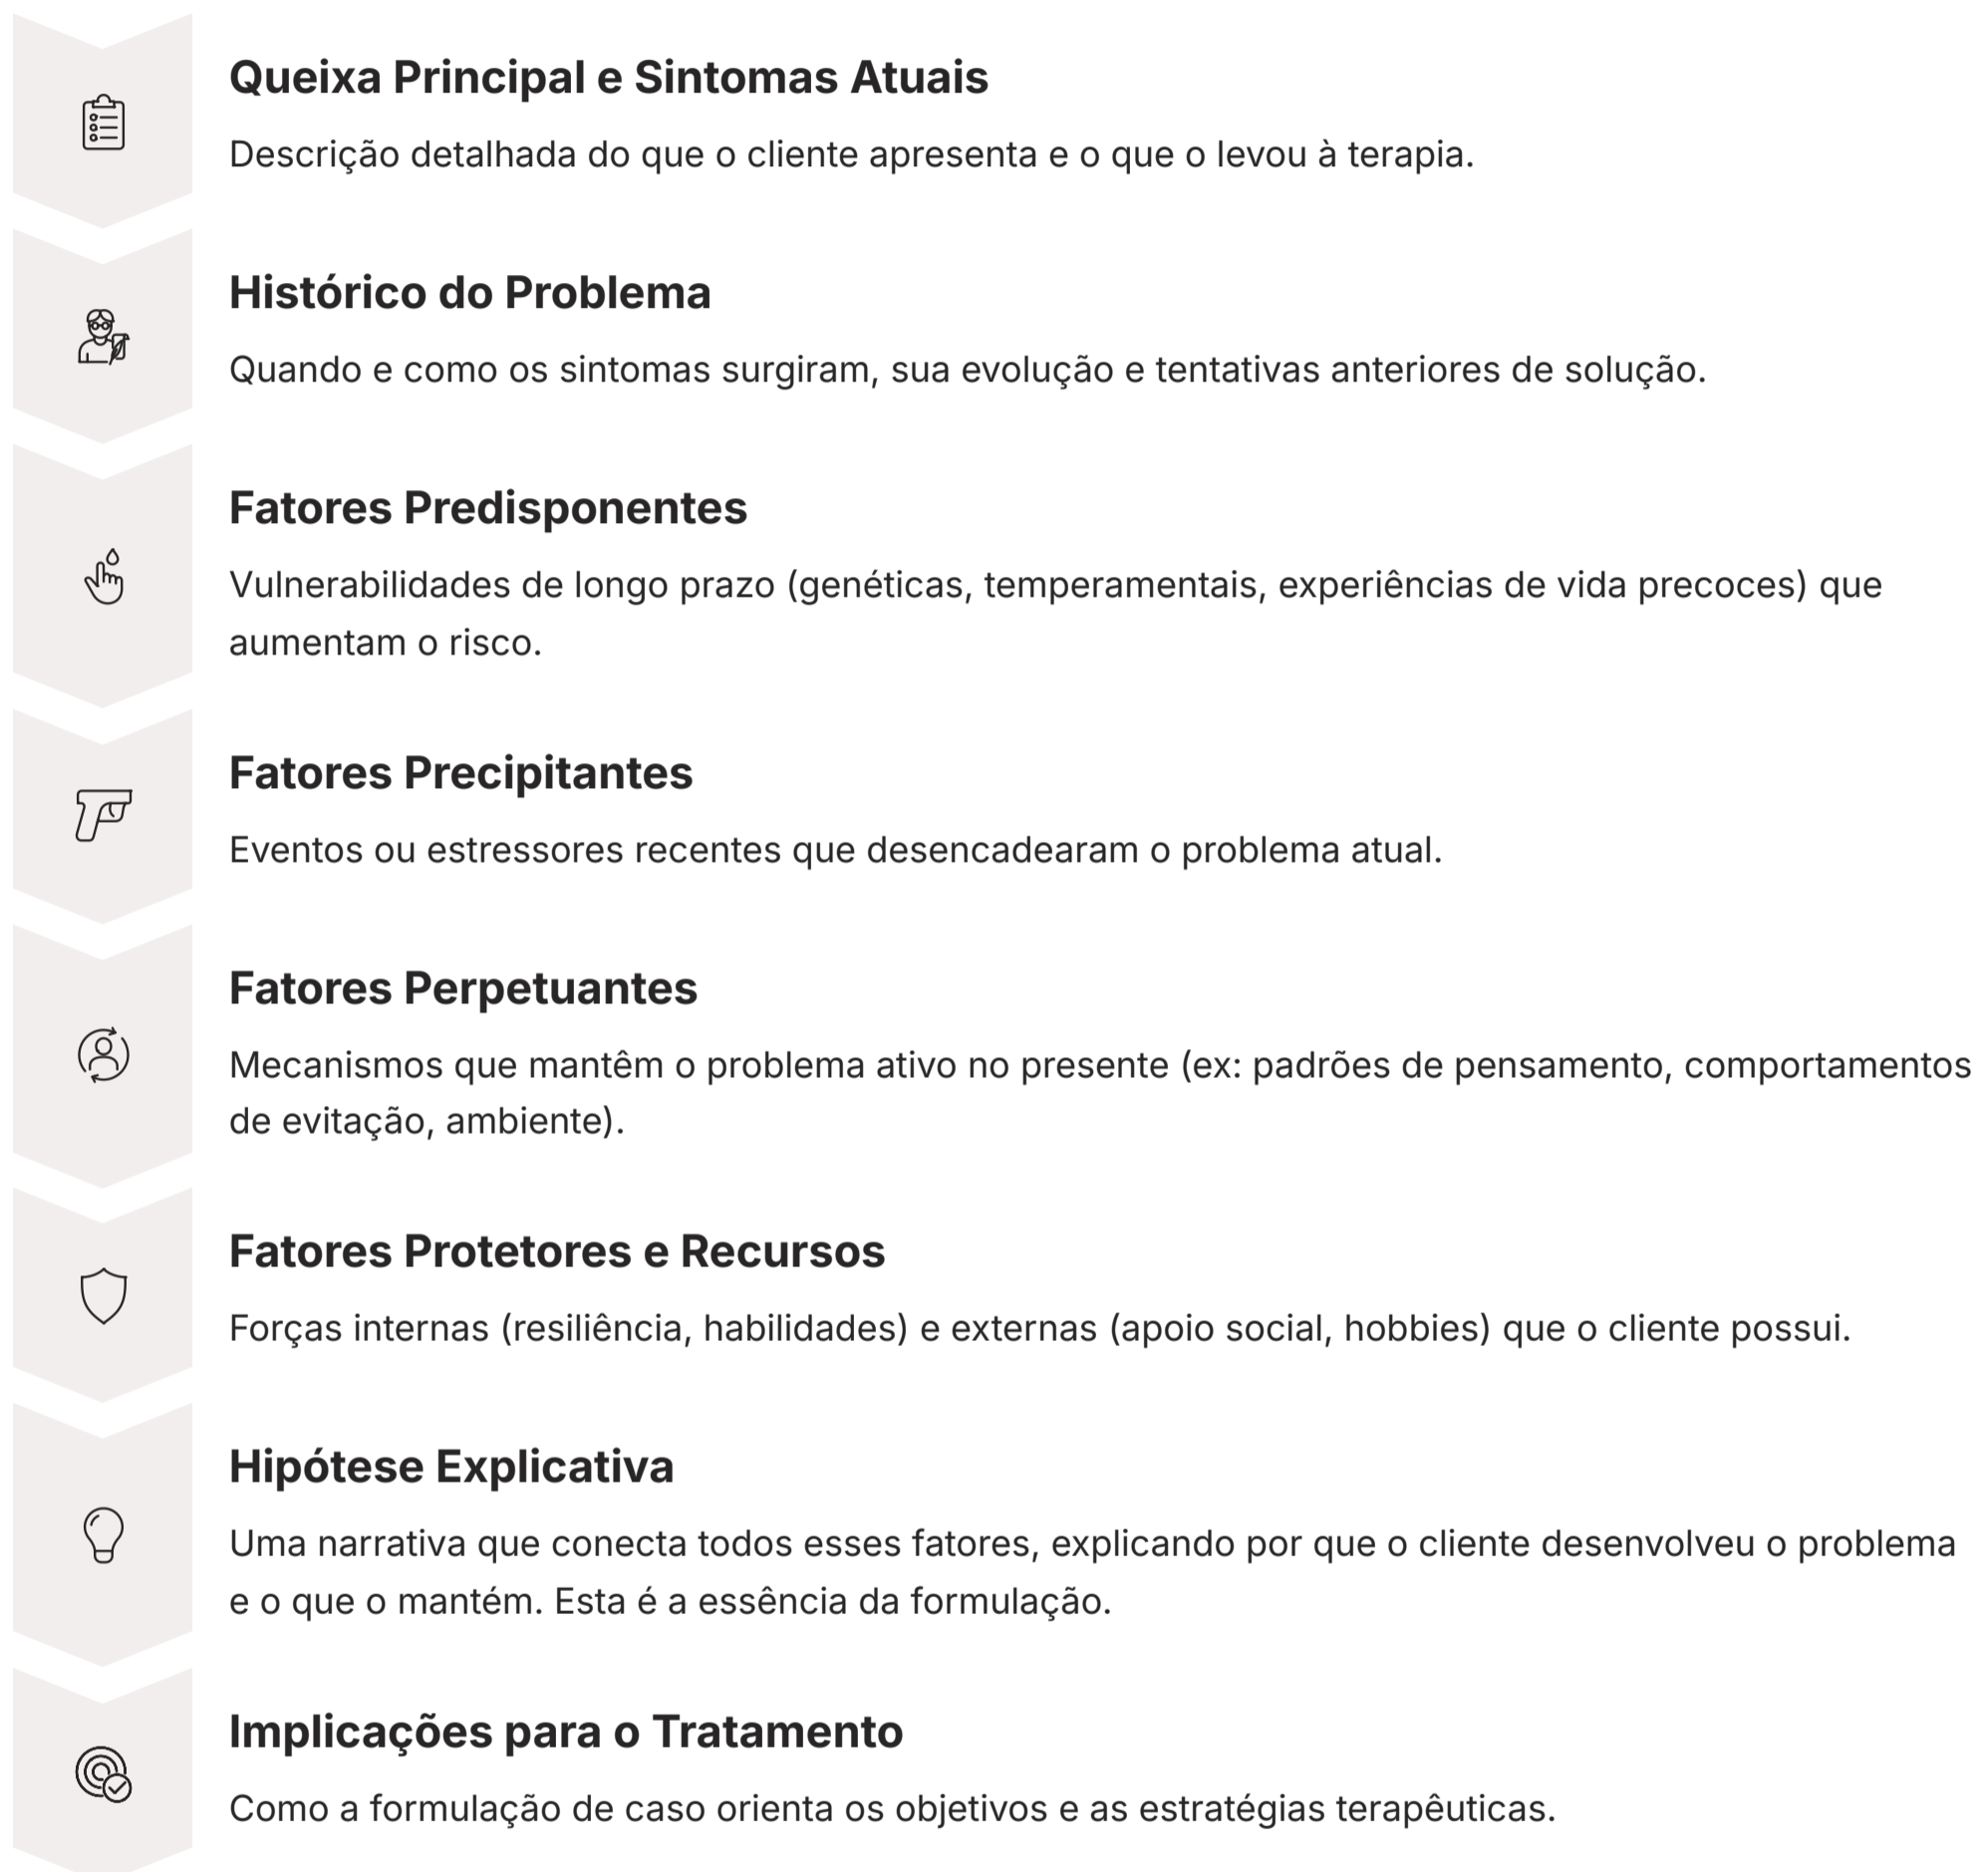 Queixa Principal e Sintomas Atuais
Descrição detalhada do que o cliente apresenta e o que o levou à terapia.
Histórico do Problema
Quando e como os sintomas surgiram, sua evolução e tentativas anteriores de solução.
Fatores Predisponentes
Vulnerabilidades de longo prazo (genéticas, temperamentais, experiências de vida precoces) que
aumentam o risco.
Fatores Precipitantes
Eventos ou estressores recentes que desencadearam o problema atual.
Fatores Perpetuantes
Mecanismos que mantêm o problema ativo no presente (ex: padrões de pensamento, comportamentos
de evitação, ambiente).
Fatores Protetores e Recursos
Forças internas (resiliência, habilidades) e externas (apoio social, hobbies) que o cliente possui.
Hipótese Explicativa
Uma narrativa que conecta todos esses fatores, explicando por que o cliente desenvolveu o problema
e o que o mantém. Esta é a essência da formulação.
Implicações para o Tratamento
Como a formulação de caso orienta os objetivos e as estratégias terapêuticas.